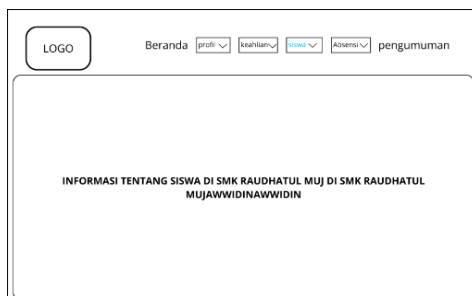 LOGO
Beranda profil keahlian siswa Absensi pengumuman
INFORMASI TENTANG SISWA DI SMK RAUDHATUL MUJ DI SMK RAUDHATUL
MUJAWWIDINAWWIDIN